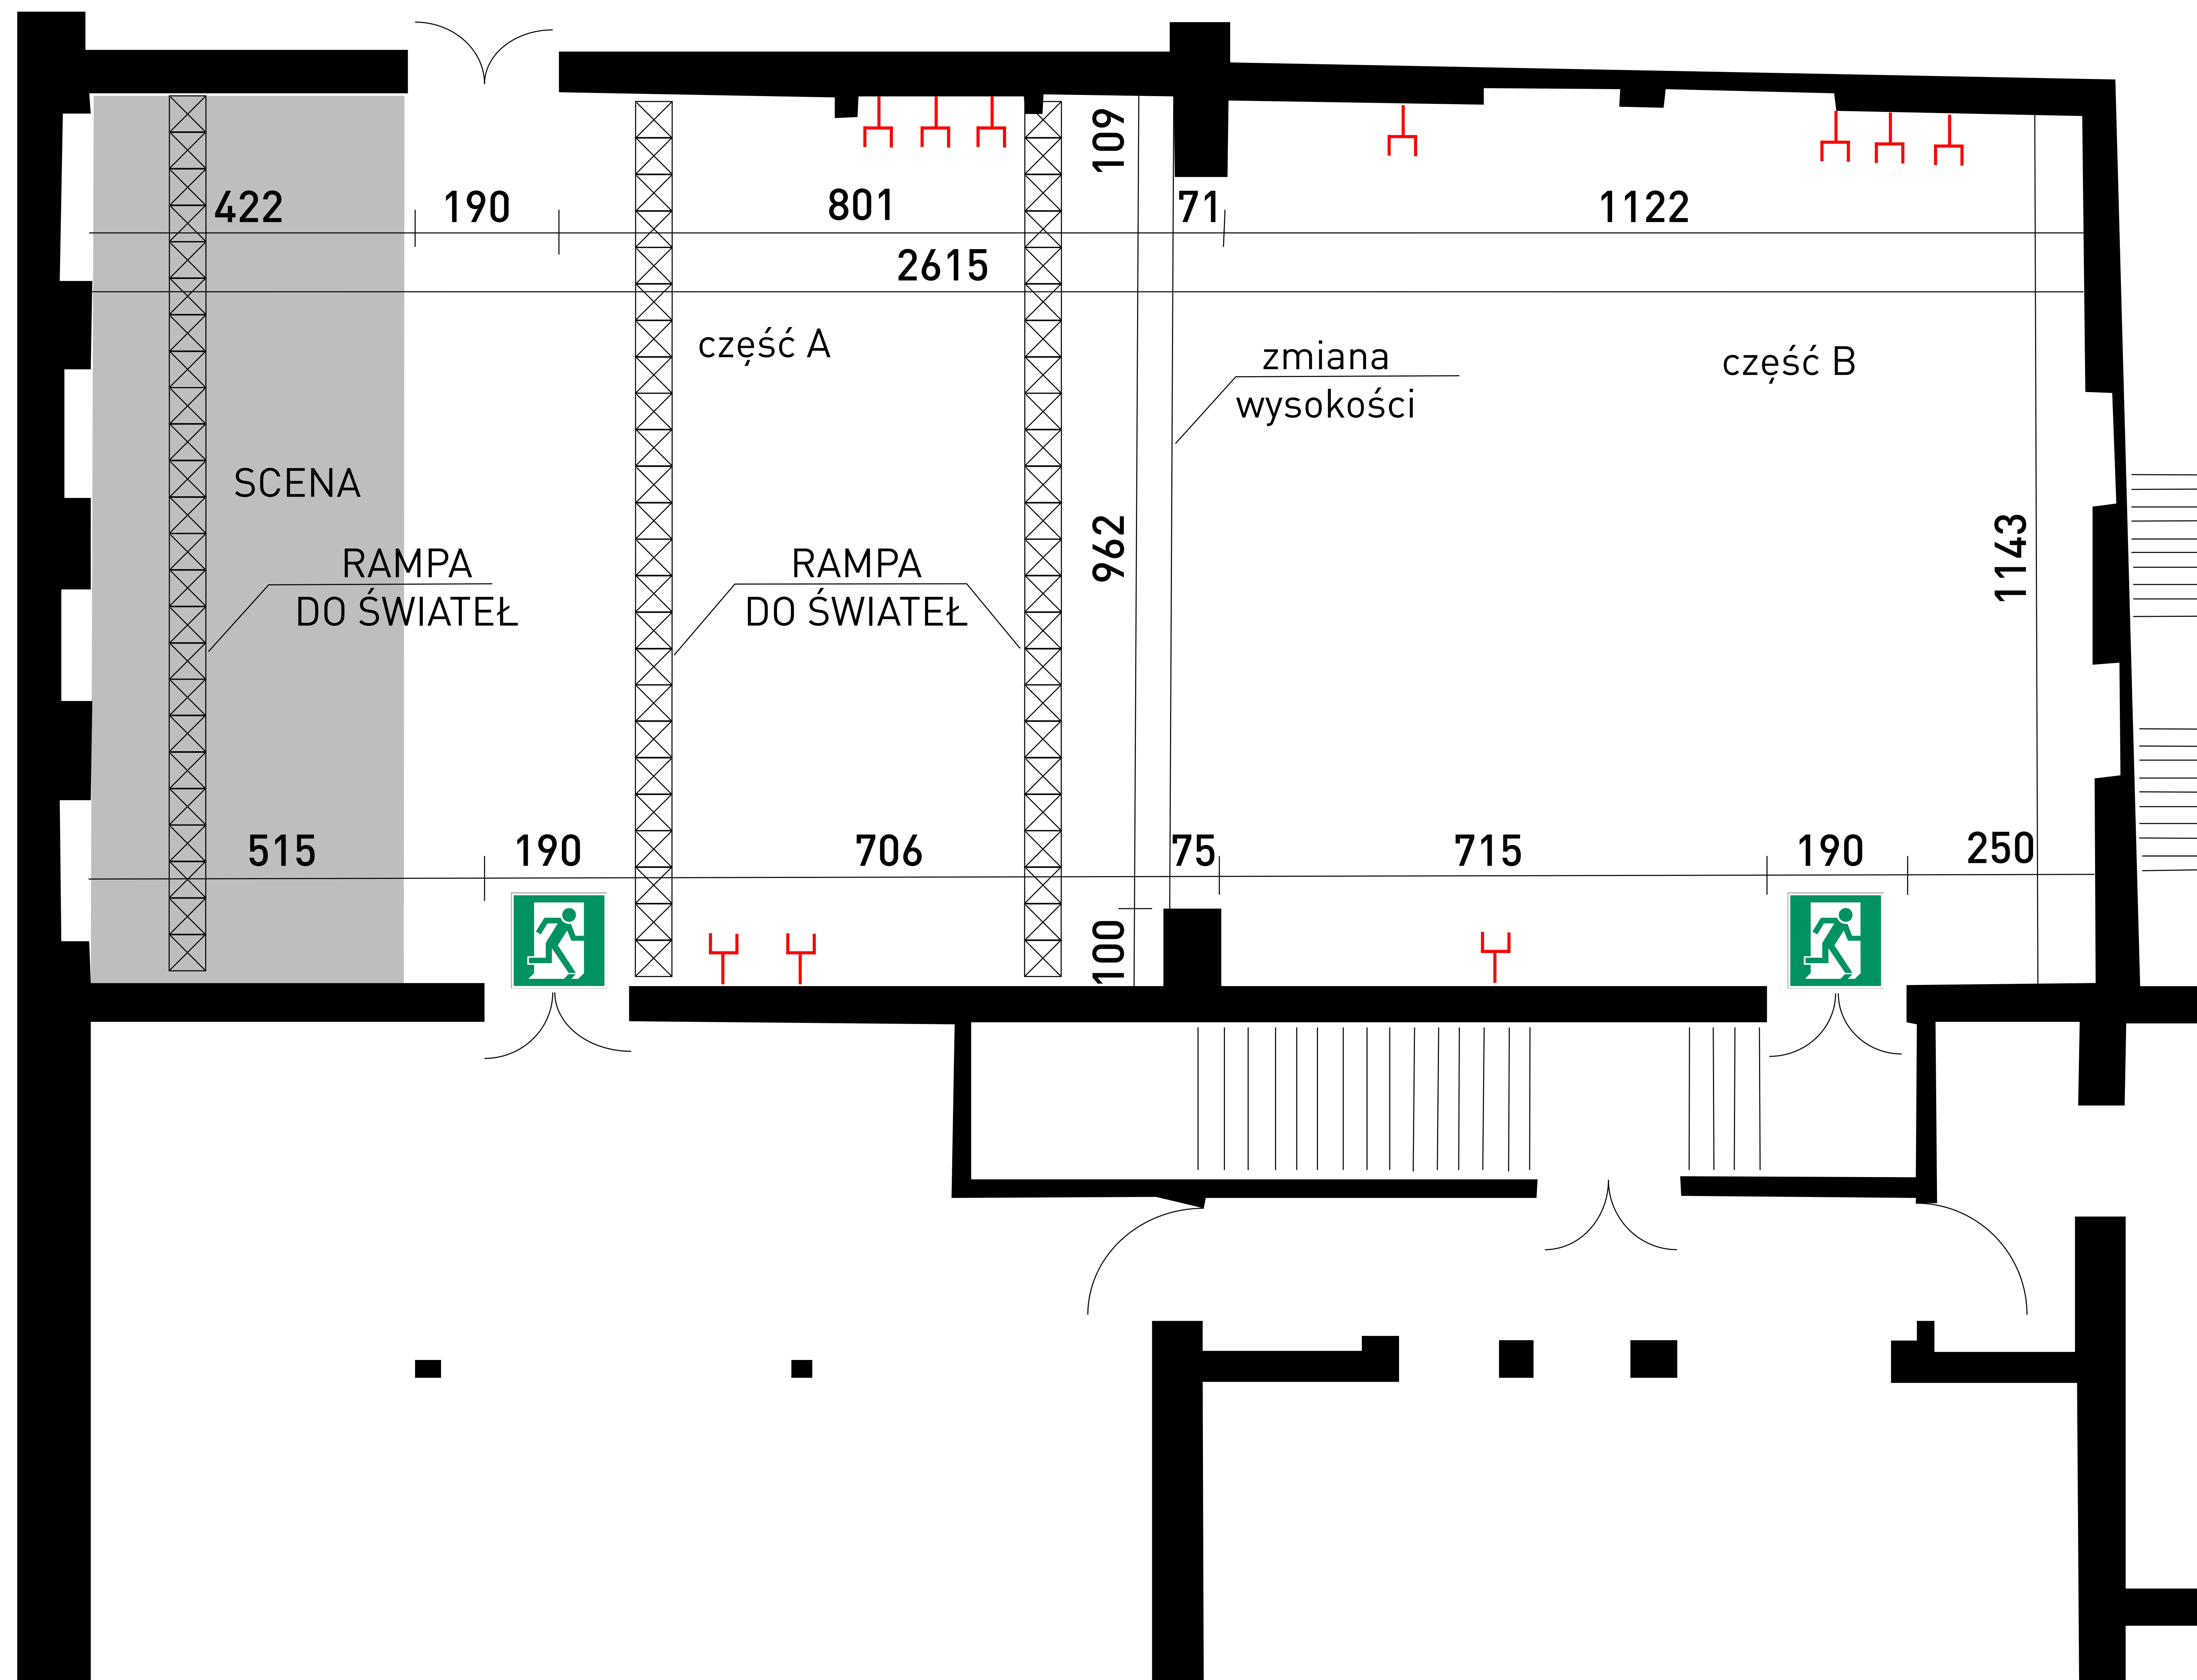 109
422
190
801
71
1122
2615
część A
zmiana
wysokości
część B
SCENA
RAMPA
DO ŚWIATEŁ
RAMPA
DO ŚWIATEŁ
962
1143
515
190
706
75
715
190
250
100